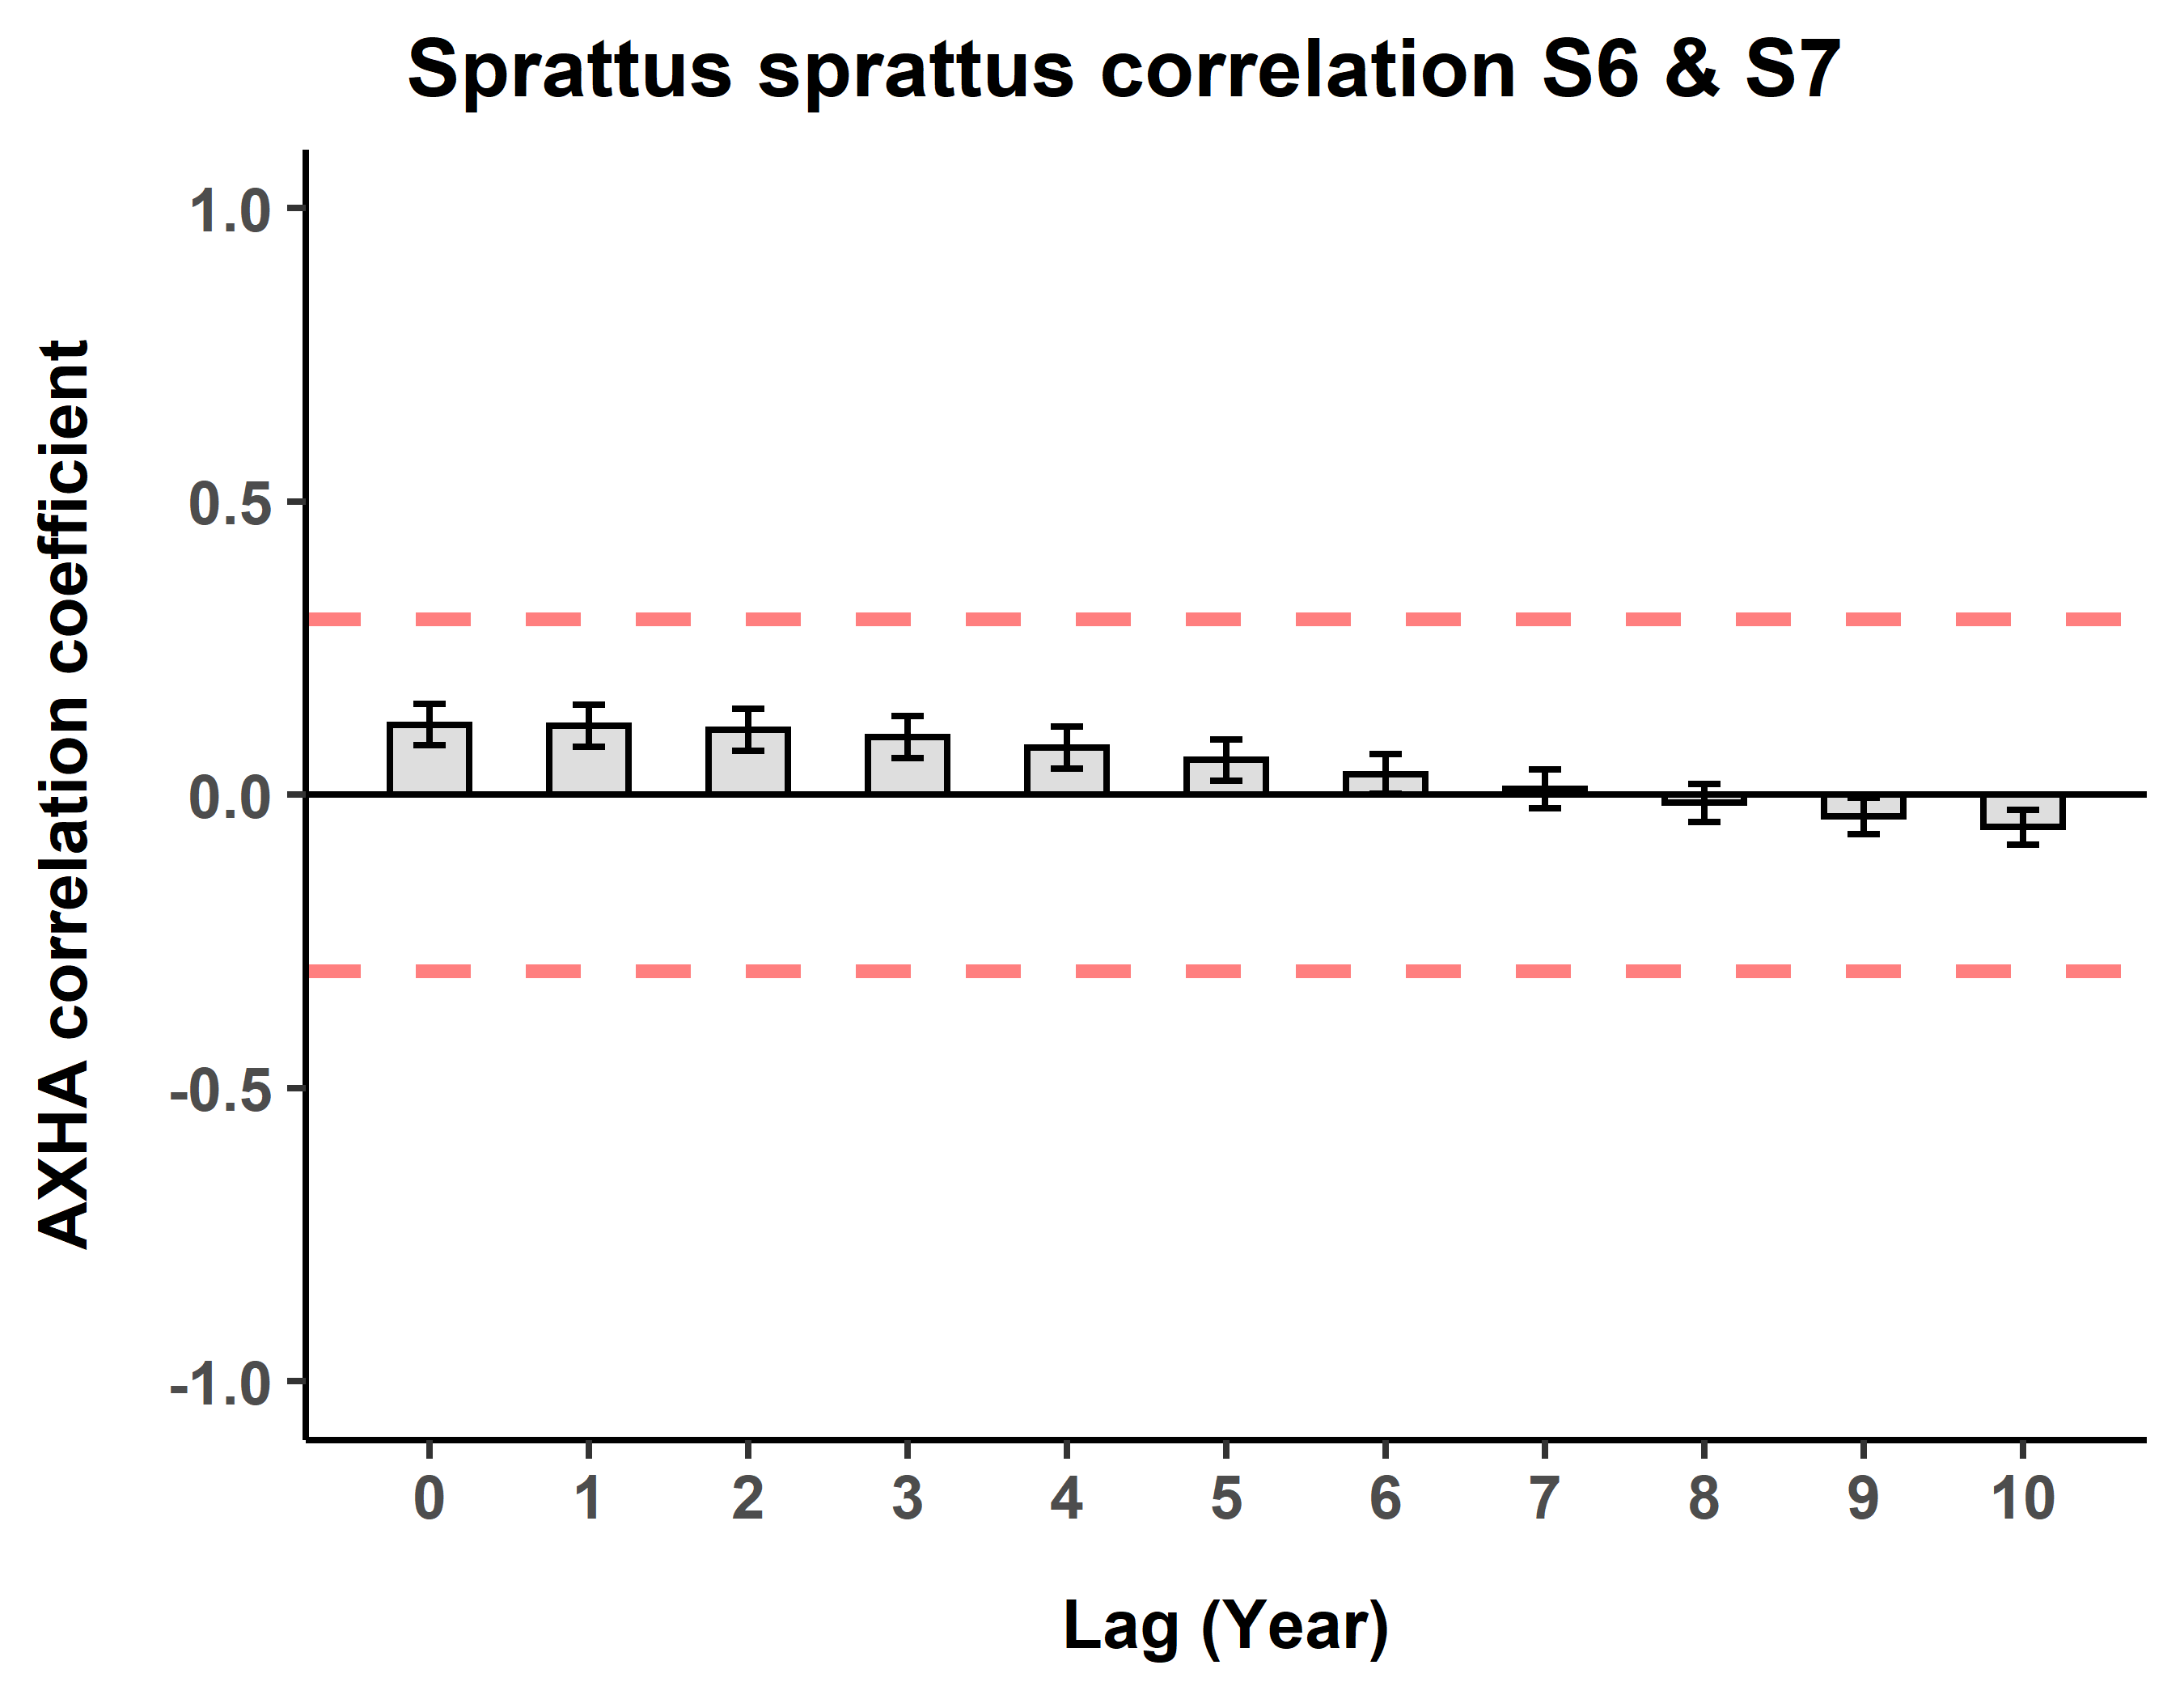 Sprattus sprattus correlation S6 & S7
AXHA correlation coefficient
1.0
0.5
0.0
-0.5
-1.0
0 1 2 3 4 5 6 7 8 9 10
Lag (Year)